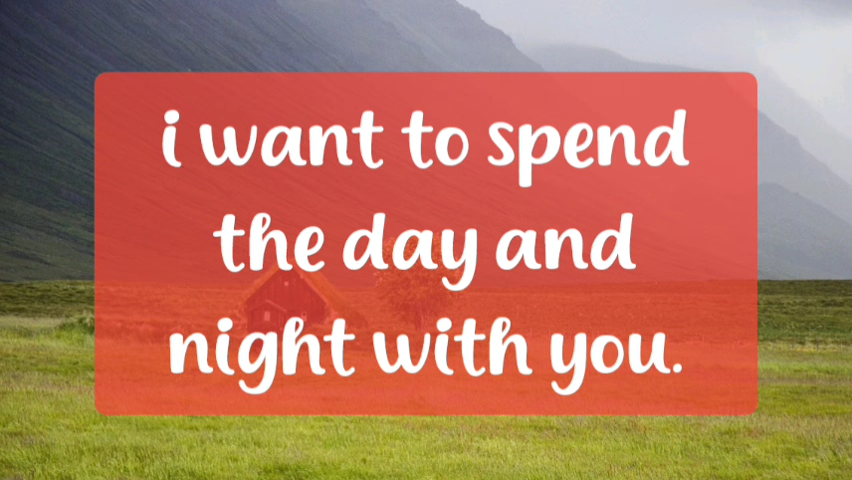 i want to spend
the day and
night with you.